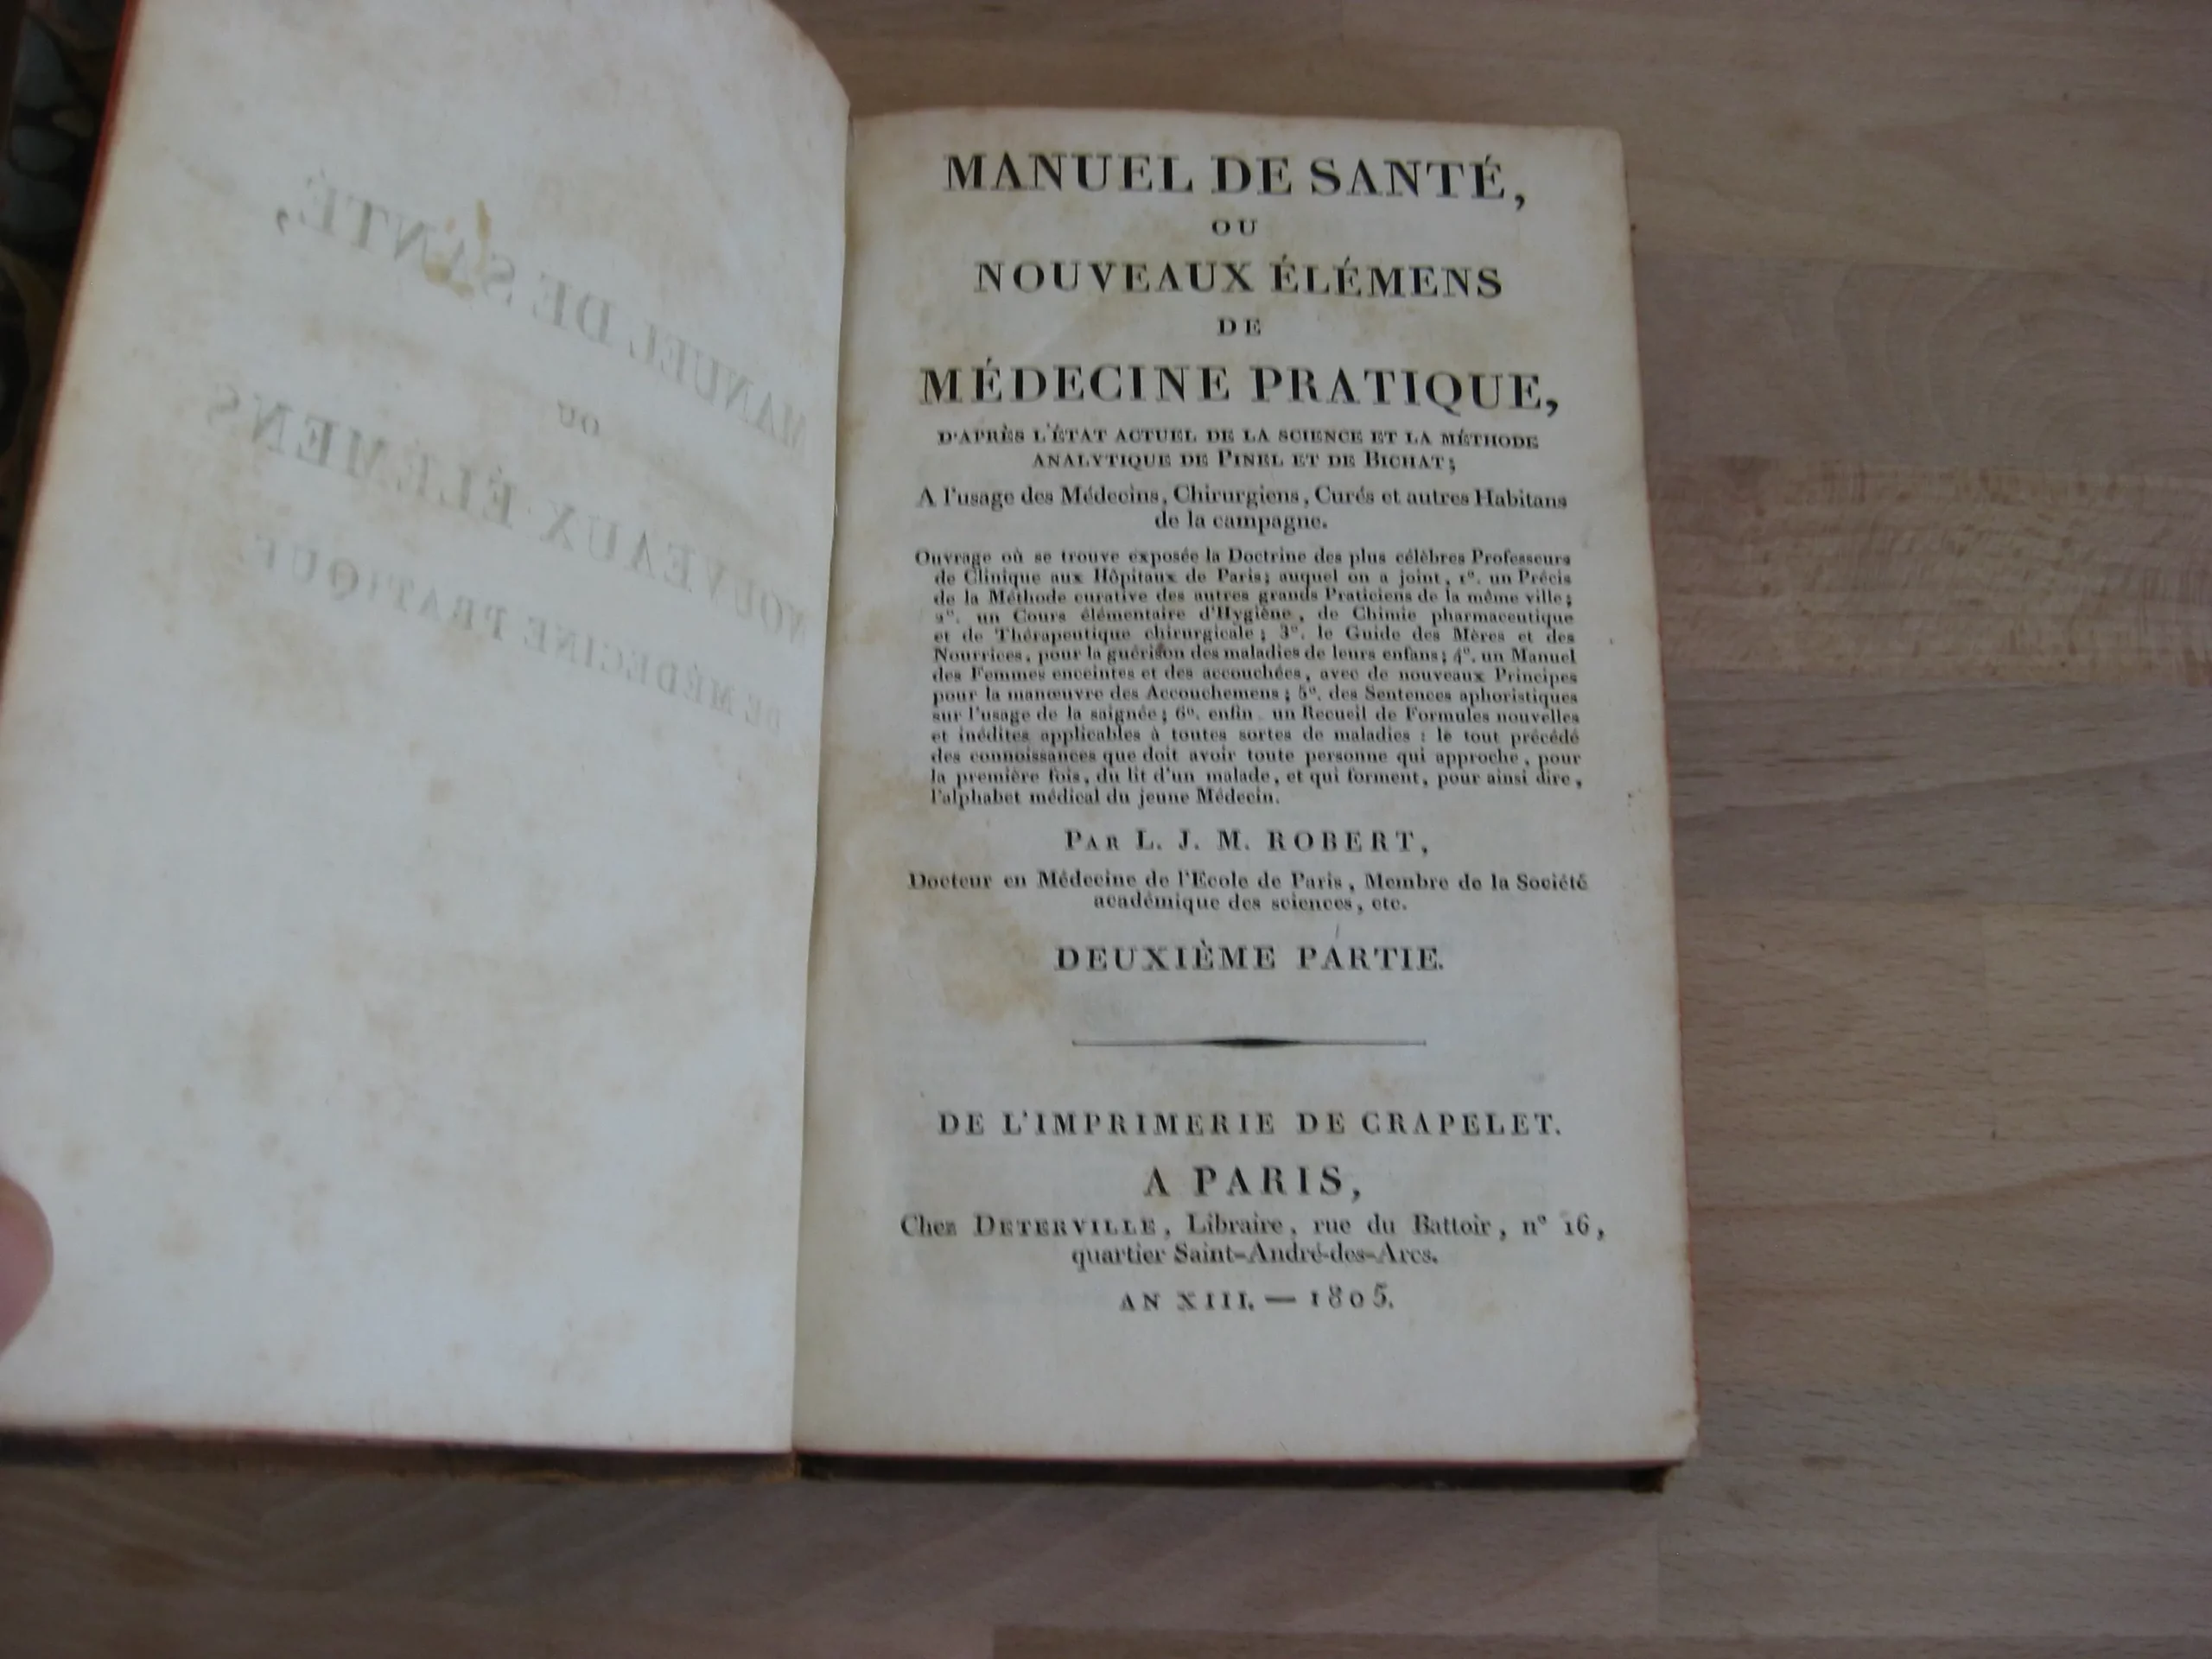 MANUEL DE SANTÉ,
OU
NOUVEAUX ÉLÉMENS
DE MÉDECINE PRATIQUE.
MANUEL DE SANTÉ,
OU
NOUVEAUX ÉLÉMENS
DE
MÉDECINE PRATIQUE,
D'APRÈS L'ÉTAT ACTUEL DE LA SCIENCE ET LA MÉTHODE
ANALYTIQUE DE PINEL ET DE BICHAT;
A l'usage des Médecins, Chirurgiens, Curés et autres Habitans
de la campagne.
Ouvrage où se trouve exposée la Doctrine des plus célèbres Professeurs
de Clinique aux Hôpitaux de Paris; auquel on a joint, 1°. un Précis
de la Méthode curative des autres grands Praticiens de la même ville;
2°. un Cours élémentaire d'Hygiène, de Chimie pharmaceutique
et de Thérapeutique chirurgicale; 3°. le Guide des Mères et des
Nourrices, pour la guérison des maladies de leurs enfans; 4°. un Manuel
des Femmes enceintes et des accouchées, avec de nouveaux Principes
pour la manœuvre des Accouchemens; 5°. des Sentences aphoristiques
sur l'usage de la saignée; 6°. enfin un Recueil de Formules nouvelles
et inédites applicables à toutes sortes de maladies : le tout précédé
des connoissances que doit avoir toute personne qui approche, pour
la première fois, du lit d'un malade, et qui forment, pour ainsi dire,
l'alphabet médical du jeune Médecin.
PAR L. J. M. ROBERT,
Docteur en Médecine de l'Ecole de Paris, Membre de la Société
académique des sciences, etc.
DEUXIÈME PARTIE.
DE L'IMPRIMERIE DE CRAPELET.
A PARIS,
Chez DETERVILLE, Libraire, rue du Battoir, n° 16,
quartier Saint-André-des-Arcs.
AN XIII. — 1805.